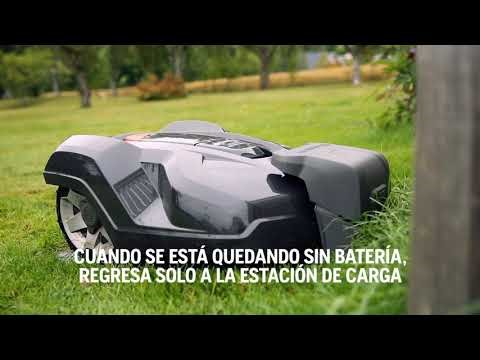 CUANDO SE ESTÁ QUEDANDO SIN BATERÍA,
REGRESA SOLO A LA ESTACIÓN DE CARGA